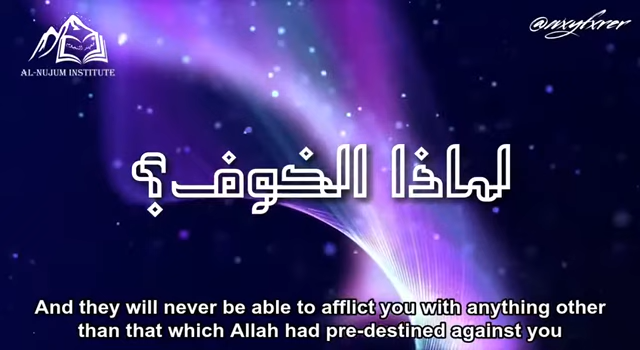 AL-NUJUM INSTITUTE
@nxyfxrer
لماذا الخوف؟
And they will never be able to afflict you with anything other
than that which Allah had pre-destined against you